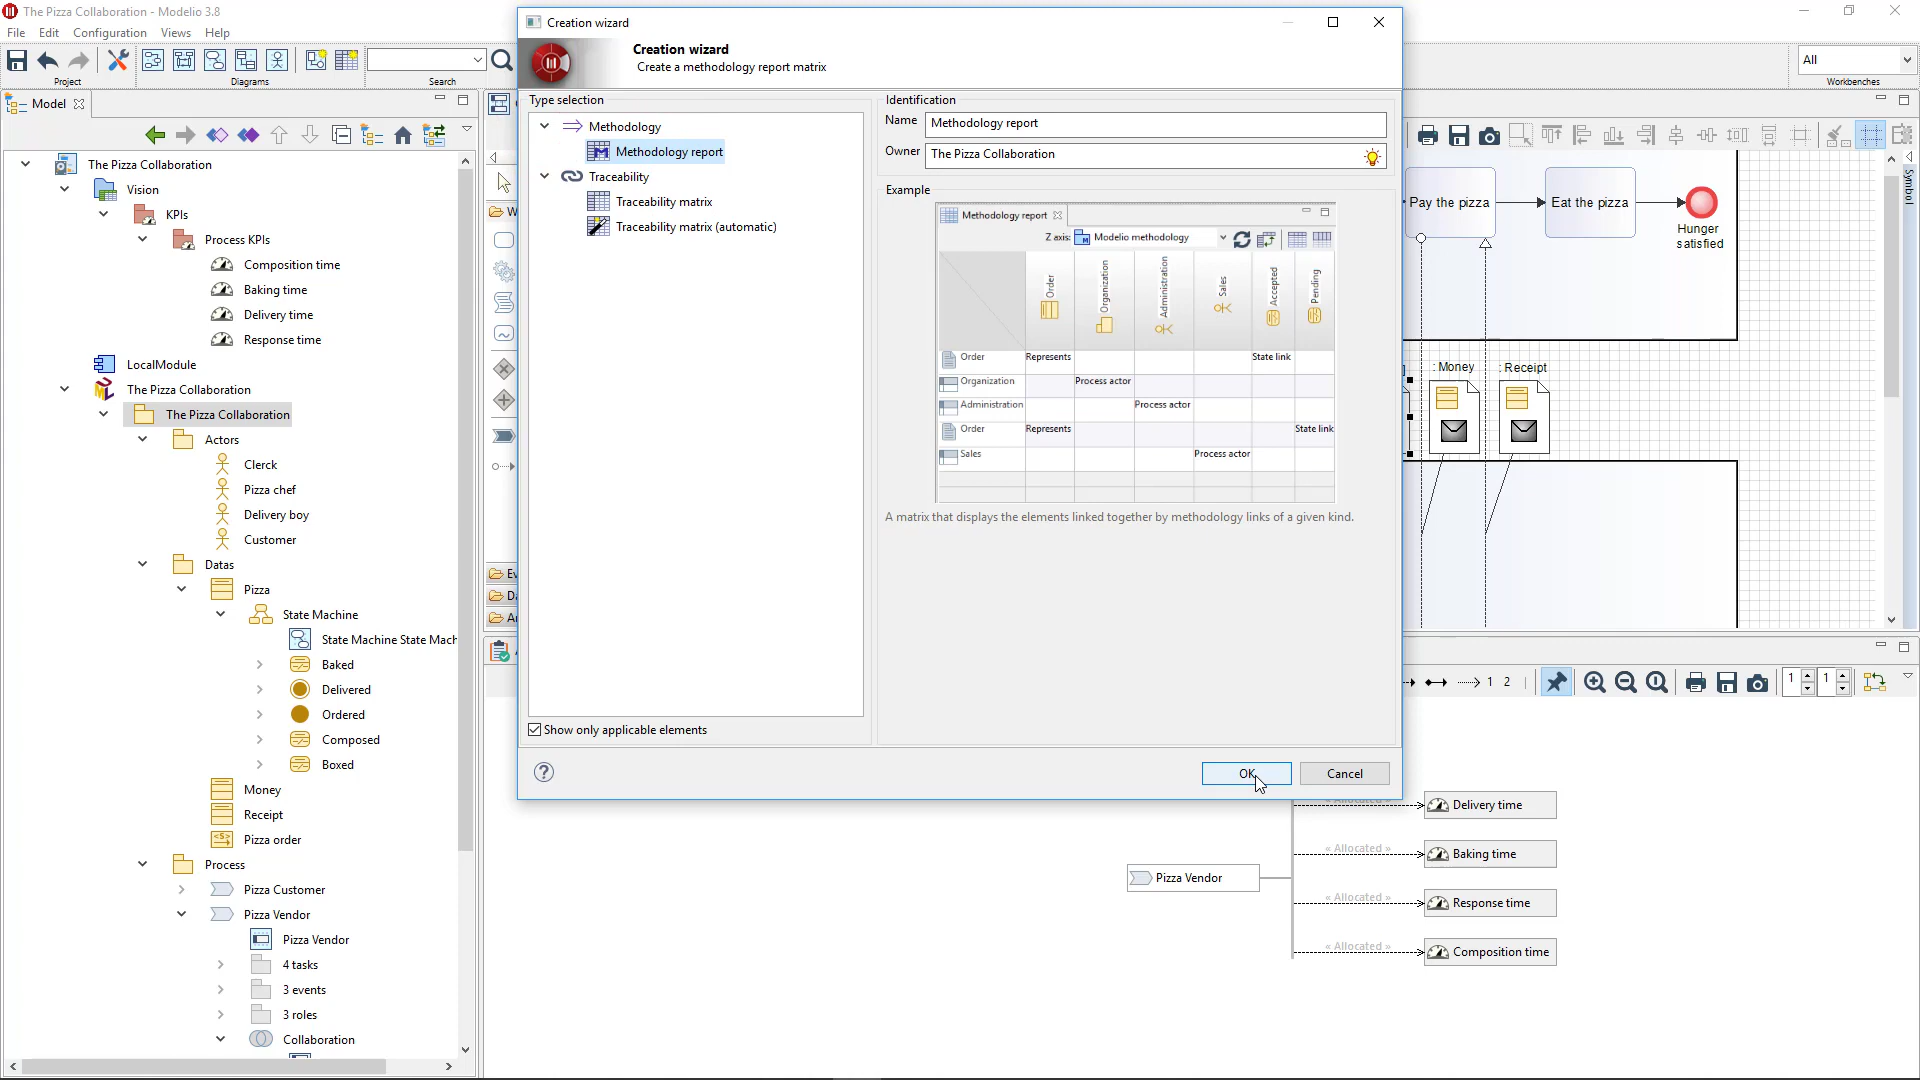 The Pizza Collaboration - Modelio 3.8
File Edit Configuration Views Help
Project
Diagrams
Search
All
Workbenches
Model
The Pizza Collaboration
Vision
KPIs
Process KPIs
Composition time
Baking time
Delivery time
Response time
LocalModule
The Pizza Collaboration
The Pizza Collaboration
Actors
Clerck
Pizza chef
Delivery boy
Customer
Datas
Pizza
State Machine
State Machine State Mach
Baked
Delivered
Ordered
Composed
Boxed
Money
Receipt
Pizza order
Process
Pizza Customer
Pizza Vendor
Pizza Vendor
4 tasks
3 events
3 roles
Collaboration
Creation wizard
Creation wizard
Create a methodology report matrix
Type selection
Methodology
Methodology report
Traceability
Traceability matrix
Traceability matrix (automatic)
Show only applicable elements
Identification
Name Methodology report
Owner The Pizza Collaboration
Example
Methodology report
Z axis: Modelio methodology
Order Organization Administration Sales Accepted Pending
Order Represents State link
Organization Process actor
Administration Process actor
Order Represents State link
Sales Process actor
A matrix that displays the elements linked together by methodology links of a given kind.
OK Cancel
Symbol
Pay the pizza
Eat the pizza
Hunger
satisfied
: Money
: Receipt
1 2
1 1
Pizza Vendor
« Allocated » Delivery time
« Allocated » Baking time
« Allocated » Response time
« Allocated » Composition time